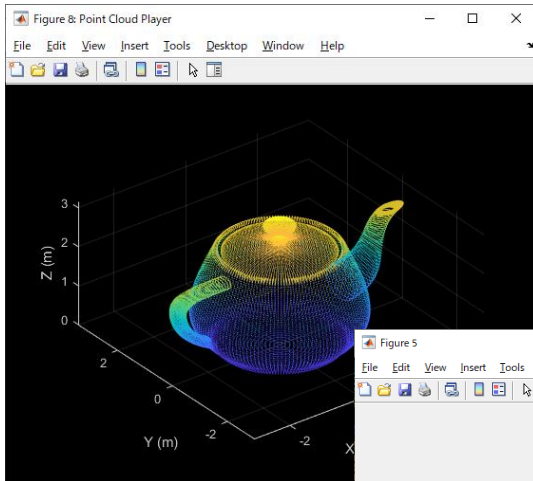 Figure 8: Point Cloud Player
File Edit View Insert Tools Desktop Window Help
3
2
1
0
Z (m)
2
0
-2
Y (m)
-2
X
Figure 5
File Edit View Insert Tools